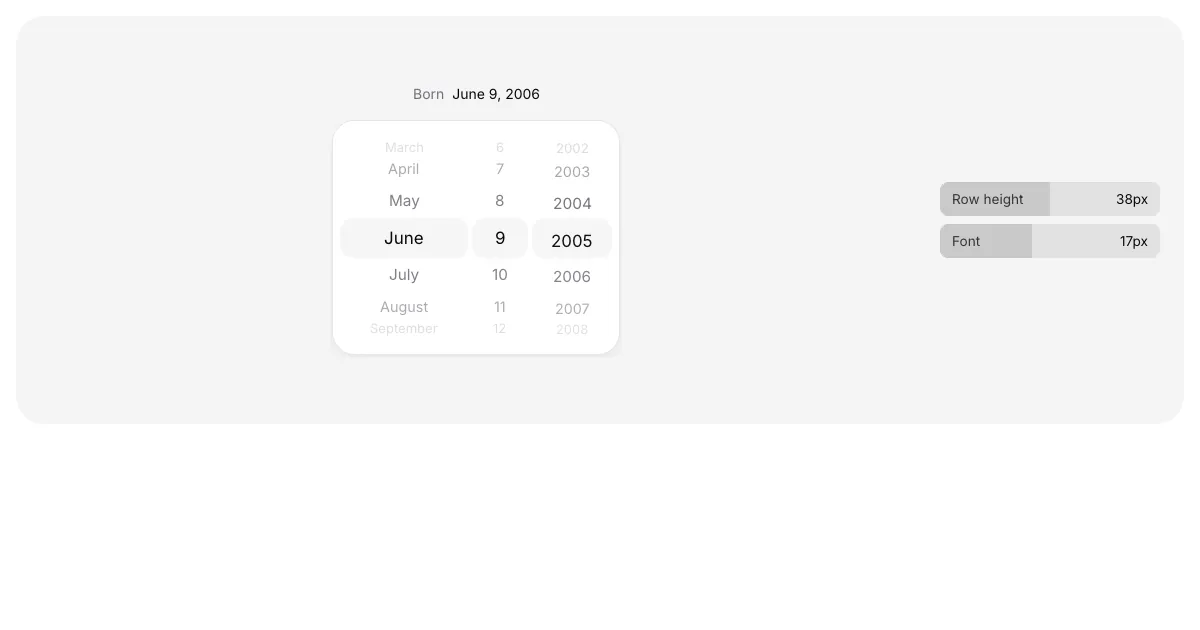 Born June 9, 2006
March 6 2002
April 7 2003
May 8 2004
June 9 2005
July 10 2006
August 11 2007
September 12 2008
Row height 38px
Font 17px